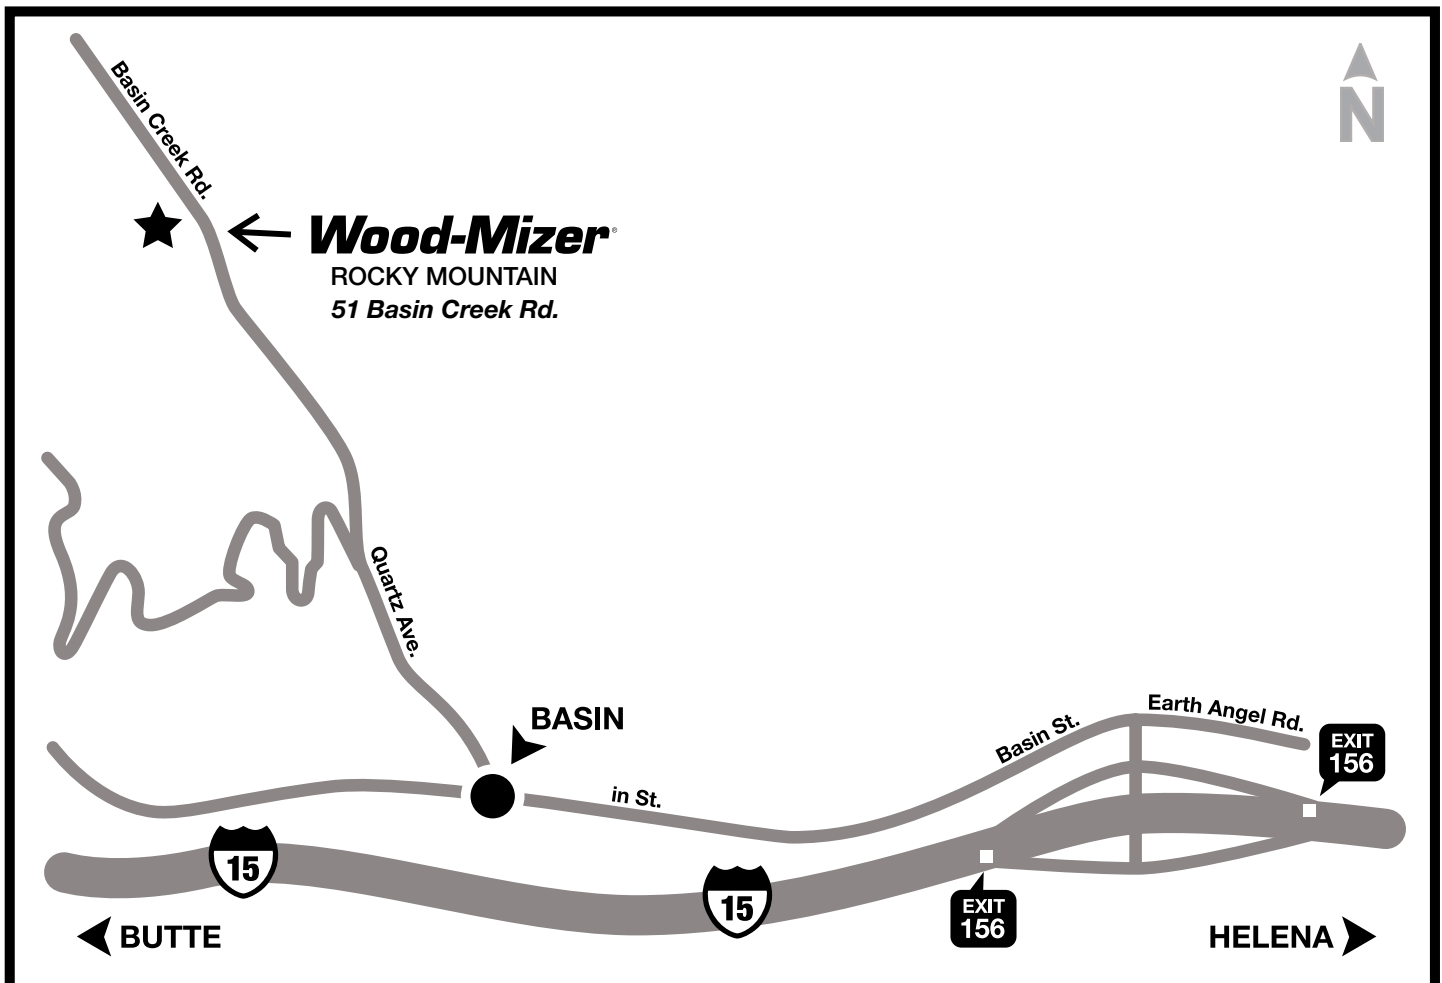 Basin Creek Rd.
N
Wood-Mizer®
ROCKY MOUNTAIN
51 Basin Creek Rd.
Quartz Ave.
BASIN
in St.
Basin St.
Earth Angel Rd.
EXIT
156
15
15
EXIT
156
BUTTE
HELENA